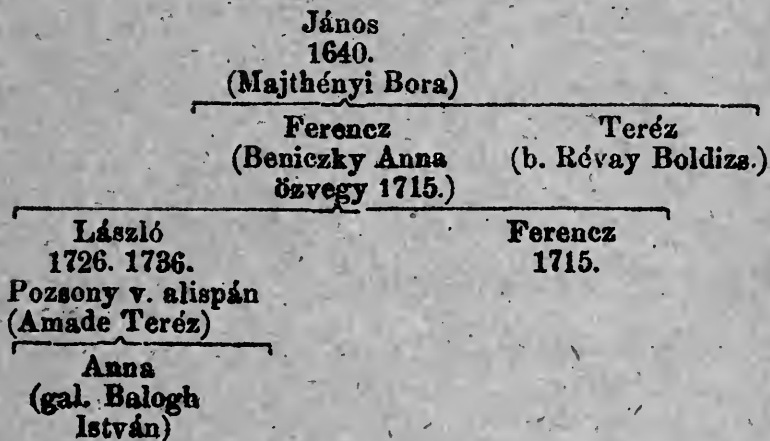 János
1640.
(Majthényi Bora)
Ferencz Teréz
(Beniczky Anna (b. Révay Boldizs.)
özvegy 1715.)
László Ferencz
1726. 1736. 1715.
Pozsony v. alispán
(Amade Teréz)
Anna
(gal. Balogh
István)